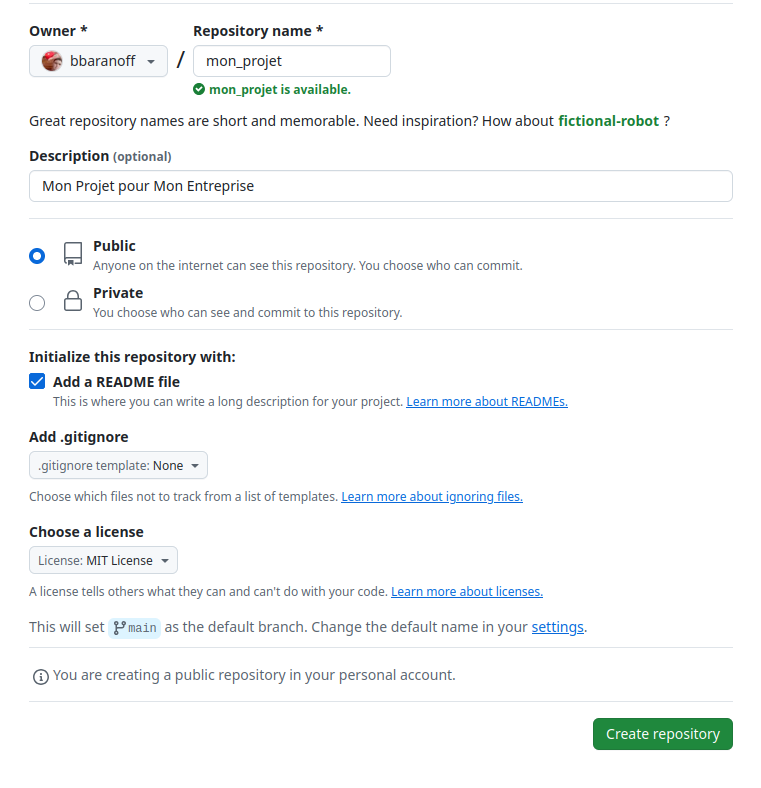 Owner * Repository name *
bbaranoff / mon_projet
mon_projet is available.
Great repository names are short and memorable. Need inspiration? How about fictional-robot ?
Description (optional)
Mon Projet pour Mon Entreprise
Public
Anyone on the internet can see this repository. You choose who can commit.
Private
You choose who can see and commit to this repository.
Initialize this repository with:
Add a README file
This is where you can write a long description for your project. Learn more about READMEs.
Add .gitignore
.gitignore template: None
Choose which files not to track from a list of templates. Learn more about ignoring files.
Choose a license
License: MIT License
A license tells others what they can and can't do with your code. Learn more about licenses.
This will set main as the default branch. Change the default name in your settings.
You are creating a public repository in your personal account.
Create repository